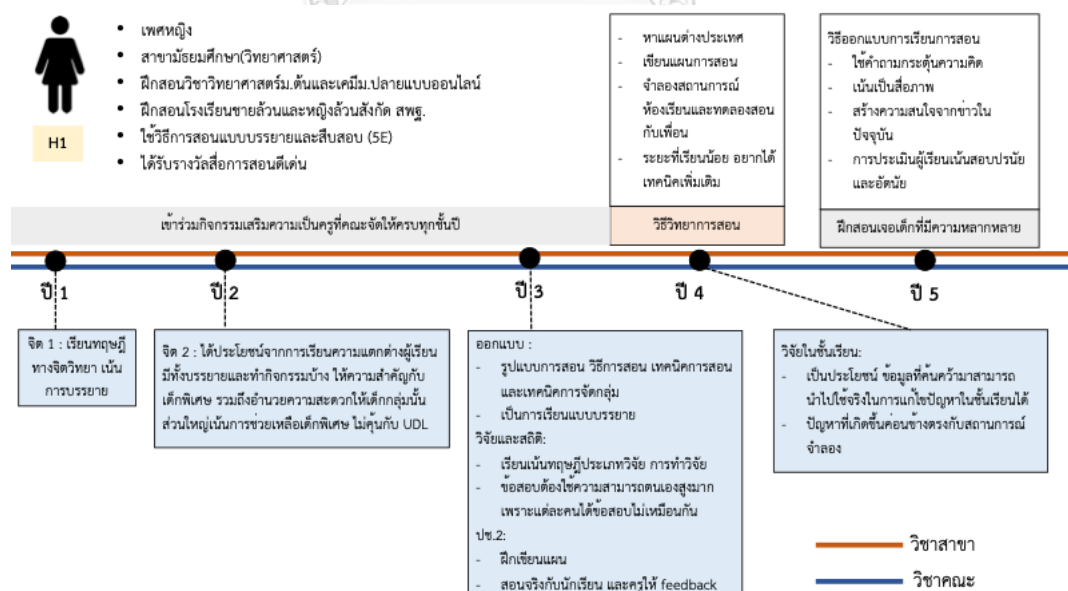 H1
• เพศหญิง
• สาขามัธยมศึกษา(วิทยาศาสตร์)
• ฝึกสอนวิชาวิทยาศาสตร์ม.ต้นและเคมีม.ปลายแบบออนไลน์
• ฝึกสอนโรงเรียนชายล้วนและหญิงล้วนสังกัด สพฐ.
• ใช้วิธีการสอนแบบบรรยายและสืบสอบ (5E)
• ได้รับรางวัลสื่อการสอนดีเด่น
- หาแผนต่างประเทศ
- เขียนแผนการสอน
- จำลองสถานการณ์
ห้องเรียนและทดลองสอน
กับเพื่อน
- ระยะที่เรียนน้อย อยากได้
เทคนิคเพิ่มเติม
วิธีออกแบบการเรียนการสอน
- ใช้คำถามกระตุ้นความคิด
- เน้นเป็นสื่อภาพ
- สร้างความสนใจจากข่าวใน
ปัจจุบัน
- การประเมินผู้เรียนเน้นสอบปรนัย
และอัตนัย
เข้าร่วมกิจกรรมเสริมความเป็นครูที่คณะจัดให้ครบทุกชั้นปี
วิธีวิทยาการสอน
ฝึกสอนเจอเด็กที่มีความหลากหลาย
ปี 1
ปี 2
ปี 3
ปี 4
ปี 5
จิต 1 : เรียนทฤษฎี
ทางจิตวิทยา เน้น
การบรรยาย
จิต 2 : ได้ประโยชน์จากการเรียนความแตกต่างผู้เรียน
มีทั้งบรรยายและทำกิจกรรมบ้าง ให้ความสำคัญกับ
เด็กพิเศษ รวมถึงอำนวยความสะดวกให้เด็กกลุ่มนั้น
ส่วนใหญ่เน้นการช่วยเหลือเด็กพิเศษ ไม่คุ้นกับ UDL
ออกแบบ :
- รูปแบบการสอน วิธีการสอน เทคนิคการสอน
และเทคนิคการจัดกลุ่ม
- เป็นการเรียนแบบบรรยาย
วิจัยและสถิติ:
- เรียนเน้นทฤษฎีประเภทวิจัย การทำวิจัย
- ข้อสอบต้องใช้ความสามารถตนเองสูงมาก
เพราะแต่ละคนได้ข้อสอบไม่เหมือนกัน
ปช.2:
- ฝึกเขียนแผน
- สอนจริงกับนักเรียน และครูให้ feedback
วิจัยในชั้นเรียน:
- เป็นประโยชน์ ข้อมูลที่ค้นคว้ามาสามารถ
นำไปใช้จริงในการแก้ไขปัญหาในชั้นเรียนได้
- ปัญหาที่เกิดขึ้นค่อนข้างตรงกับสถานการณ์
จำลอง
วิชาสาขา
วิชาคณะ